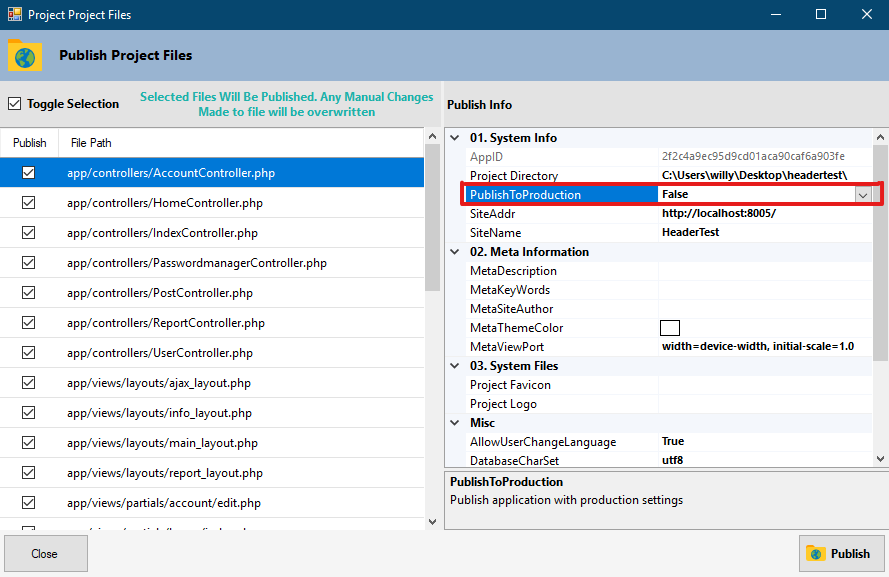 Project Project Files
Publish Project Files
Toggle Selection
Selected Files Will Be Published. Any Manual Changes
Made to file will be overwritten
Publish File Path
app/controllers/AccountController.php
app/controllers/HomeController.php
app/controllers/IndexController.php
app/controllers/PasswordmanagerController.php
app/controllers/PostController.php
app/controllers/ReportController.php
app/controllers/UserController.php
app/views/layouts/ajax_layout.php
app/views/layouts/info_layout.php
app/views/layouts/main_layout.php
app/views/layouts/report_layout.php
app/views/partials/account/edit.php
Publish Info
01. System Info
AppID 2f2c4a9ec95d9cd01aca90caf6a903fe
Project Directory C:\Users\willy\Desktop\headertest\
PublishToProduction False
SiteAddr http://localhost:8005/
SiteName HeaderTest
02. Meta Information
MetaDescription
MetaKeyWords
MetaSiteAuthor
MetaThemeColor
MetaViewPort width=device-width, initial-scale=1.0
03. System Files
Project Favicon
Project Logo
Misc
AllowUserChangeLanguage True
DatabaseCharSet utf8
PublishToProduction
Publish application with production settings
Close
Publish